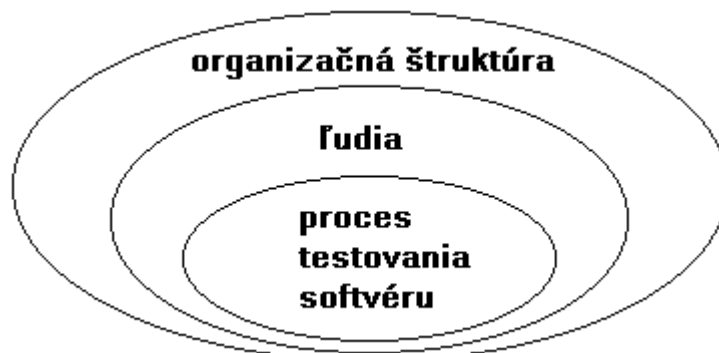 organizačná štruktúra
ľudia
proces
testovania
softvéru